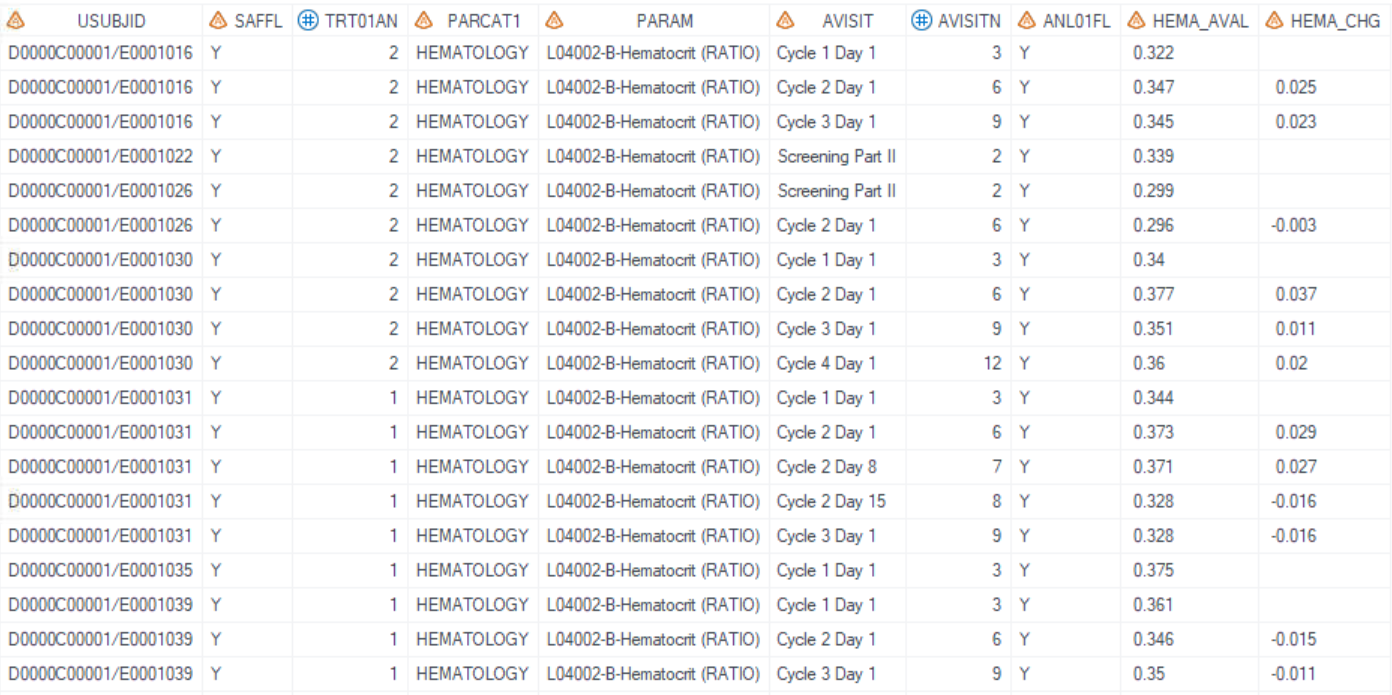 USUBJID SAFFL TRT01AN PARCAT1 PARAM AVISIT AVISITN ANL01FL HEMA_AVAL HEMA_CHG
D0000C00001/E0001016 Y 2 HEMATOLOGY L04002-B-Hematocrit (RATIO) Cycle 1 Day 1 3 Y 0.322
D0000C00001/E0001016 Y 2 HEMATOLOGY L04002-B-Hematocrit (RATIO) Cycle 2 Day 1 6 Y 0.347 0.025
D0000C00001/E0001016 Y 2 HEMATOLOGY L04002-B-Hematocrit (RATIO) Cycle 3 Day 1 9 Y 0.345 0.023
D0000C00001/E0001022 Y 2 HEMATOLOGY L04002-B-Hematocrit (RATIO) Screening Part II 2 Y 0.339
D0000C00001/E0001026 Y 2 HEMATOLOGY L04002-B-Hematocrit (RATIO) Screening Part II 2 Y 0.299
D0000C00001/E0001026 Y 2 HEMATOLOGY L04002-B-Hematocrit (RATIO) Cycle 2 Day 1 6 Y 0.296 -0.003
D0000C00001/E0001030 Y 2 HEMATOLOGY L04002-B-Hematocrit (RATIO) Cycle 1 Day 1 3 Y 0.34
D0000C00001/E0001030 Y 2 HEMATOLOGY L04002-B-Hematocrit (RATIO) Cycle 2 Day 1 6 Y 0.377 0.037
D0000C00001/E0001030 Y 2 HEMATOLOGY L04002-B-Hematocrit (RATIO) Cycle 3 Day 1 9 Y 0.351 0.011
D0000C00001/E0001030 Y 2 HEMATOLOGY L04002-B-Hematocrit (RATIO) Cycle 4 Day 1 12 Y 0.36 0.02
D0000C00001/E0001031 Y 1 HEMATOLOGY L04002-B-Hematocrit (RATIO) Cycle 1 Day 1 3 Y 0.344
D0000C00001/E0001031 Y 1 HEMATOLOGY L04002-B-Hematocrit (RATIO) Cycle 2 Day 1 6 Y 0.373 0.029
D0000C00001/E0001031 Y 1 HEMATOLOGY L04002-B-Hematocrit (RATIO) Cycle 2 Day 8 7 Y 0.371 0.027
D0000C00001/E0001031 Y 1 HEMATOLOGY L04002-B-Hematocrit (RATIO) Cycle 2 Day 15 8 Y 0.328 -0.016
D0000C00001/E0001031 Y 1 HEMATOLOGY L04002-B-Hematocrit (RATIO) Cycle 3 Day 1 9 Y 0.328 -0.016
D0000C00001/E0001035 Y 1 HEMATOLOGY L04002-B-Hematocrit (RATIO) Cycle 1 Day 1 3 Y 0.375
D0000C00001/E0001039 Y 1 HEMATOLOGY L04002-B-Hematocrit (RATIO) Cycle 1 Day 1 3 Y 0.361
D0000C00001/E0001039 Y 1 HEMATOLOGY L04002-B-Hematocrit (RATIO) Cycle 2 Day 1 6 Y 0.346 -0.015
D0000C00001/E0001039 Y 1 HEMATOLOGY L04002-B-Hematocrit (RATIO) Cycle 3 Day 1 9 Y 0.35 -0.011